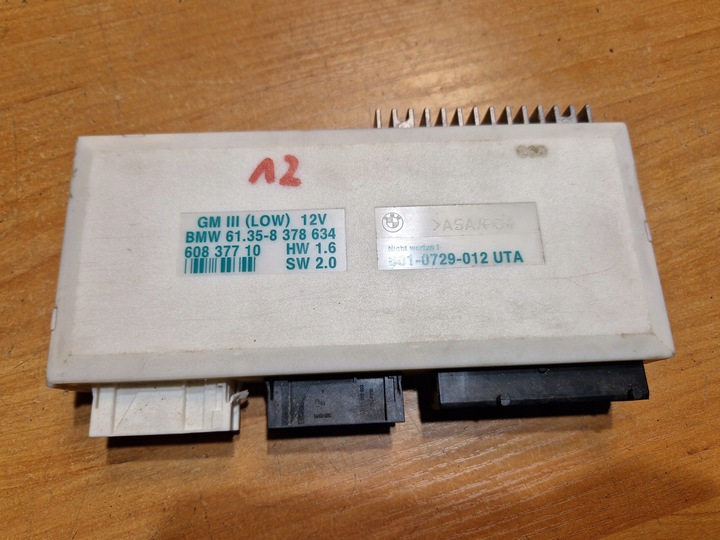 12
GM III (LOW) 12V
BMW 61.35-8 378 634
608 377 10 HW 1.6
SW 2.0
Nicht werfen !
-0729-012 UTA